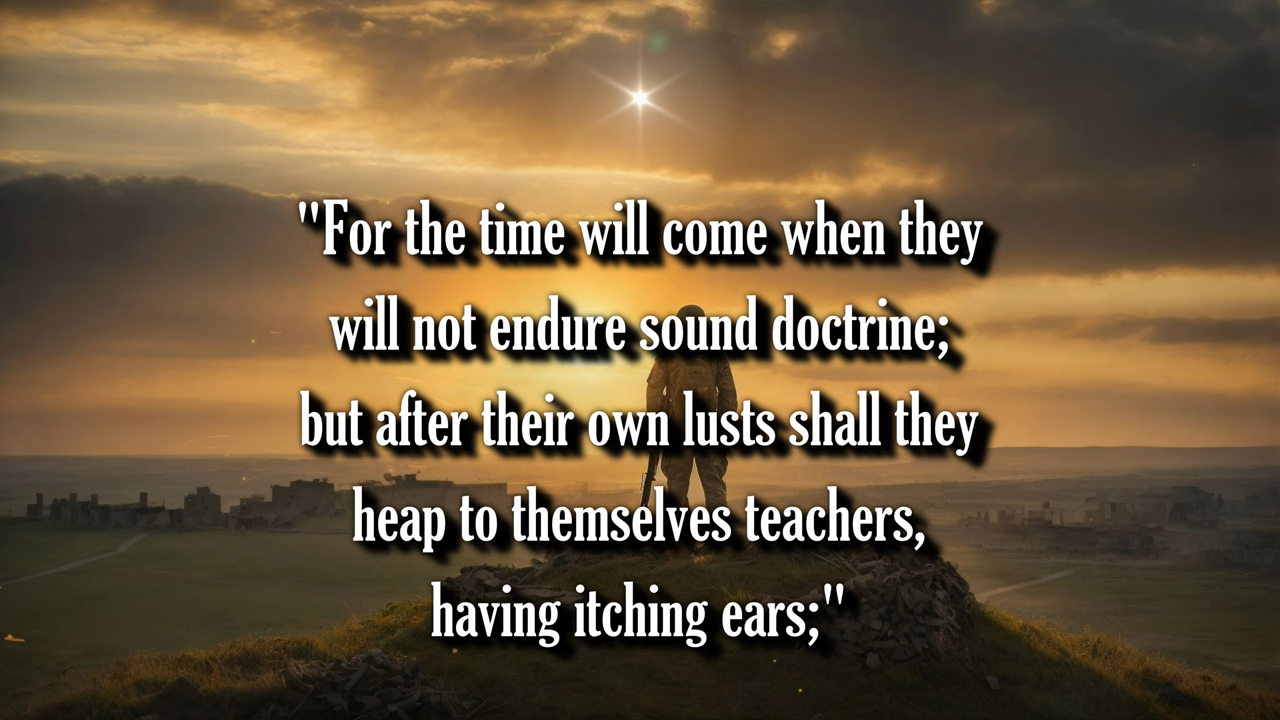 "For the time will come when they
will not endure sound doctrine;
but after their own lusts shall they
heap to themselves teachers,
having itching ears;"